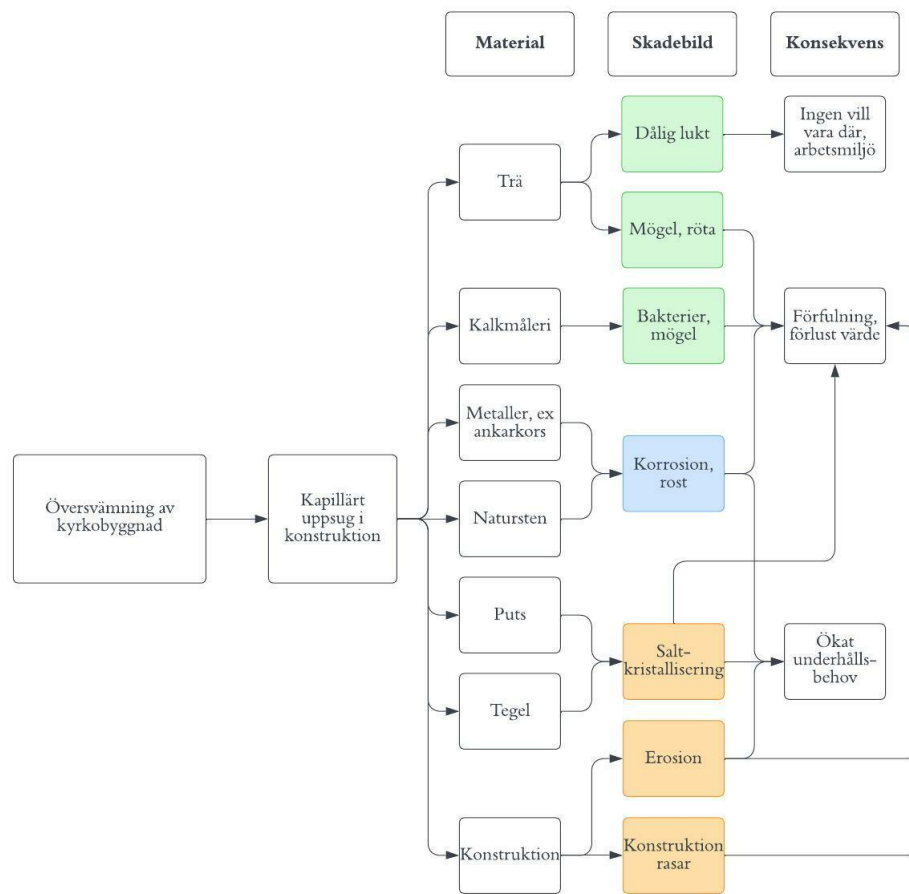 Material
Skadebild
Konsekvens
Dålig lukt
Ingen vill
vara där,
arbetsmiljö
Trä
Mögel, röta
Kalkmåleri
Bakterier,
mögel
Förfulning,
förlust värde
Metaller, ex
ankarkors
Korrosion,
rost
Översvämning av
kyrkobyggnad
Kapillärt
uppsug i
konstruktion
Natursten
Puts
Salt-
kristallisering
Ökat
underhålls-
behov
Tegel
Erosion
Konstruktion
Konstruktion
rasar